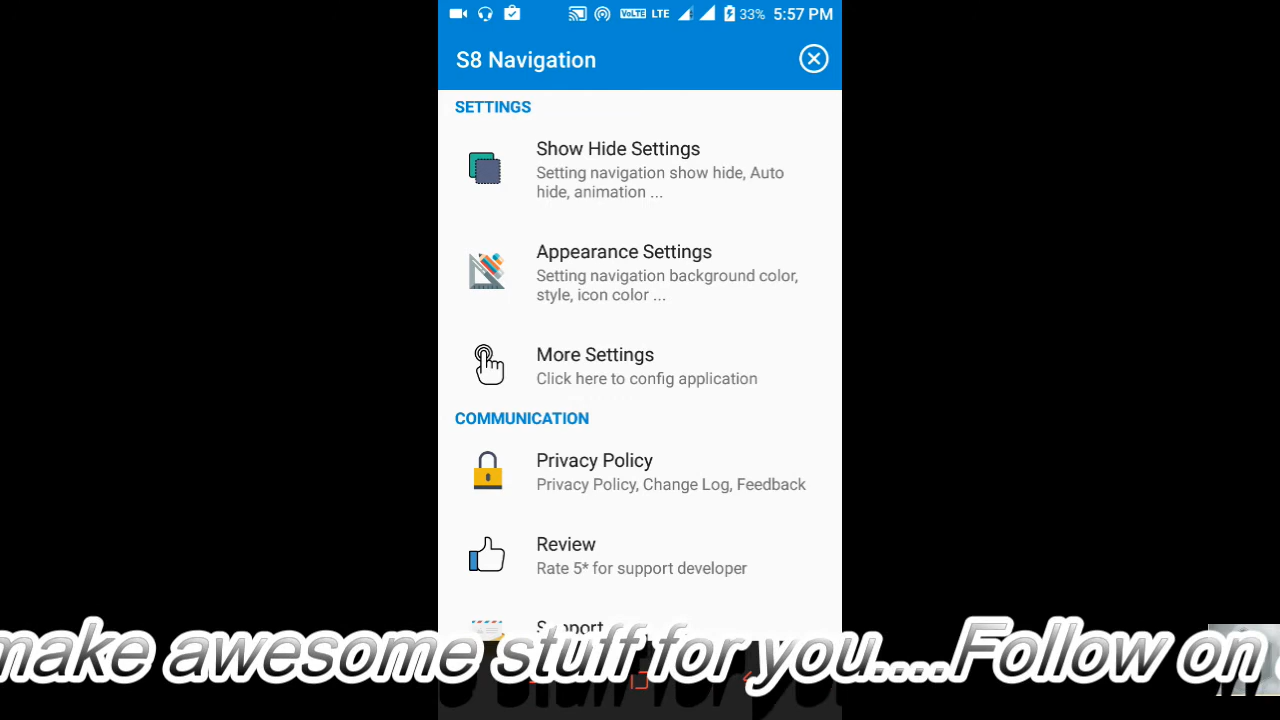 VoLTE LTE 33% 5:57 PM
S8 Navigation
SETTINGS
Show Hide Settings
Setting navigation show hide, Auto
hide, animation ...
Appearance Settings
Setting navigation background color,
style, icon color ...
More Settings
Click here to config application
COMMUNICATION
Privacy Policy
Privacy Policy, Change Log, Feedback
Review
Rate 5* for support developer
Support
make awesome stuff for you....Follow on